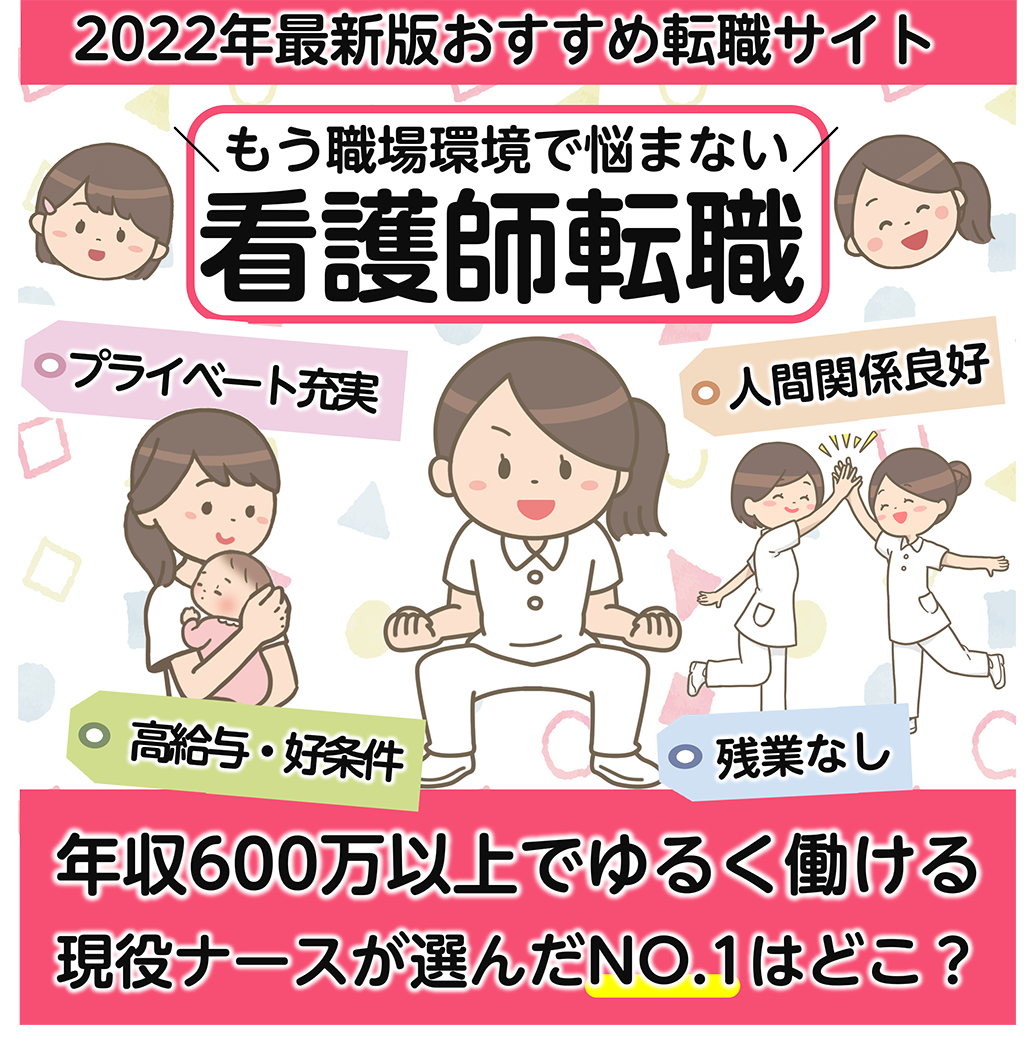 2022年最新版おすすめ転職サイト
もう職場環境で悩まない
看護師転職
プライベート充実
人間関係良好
高給与・好条件
残業なし
年収600万以上でゆるく働ける
現役ナースが選んだNO.1はどこ？